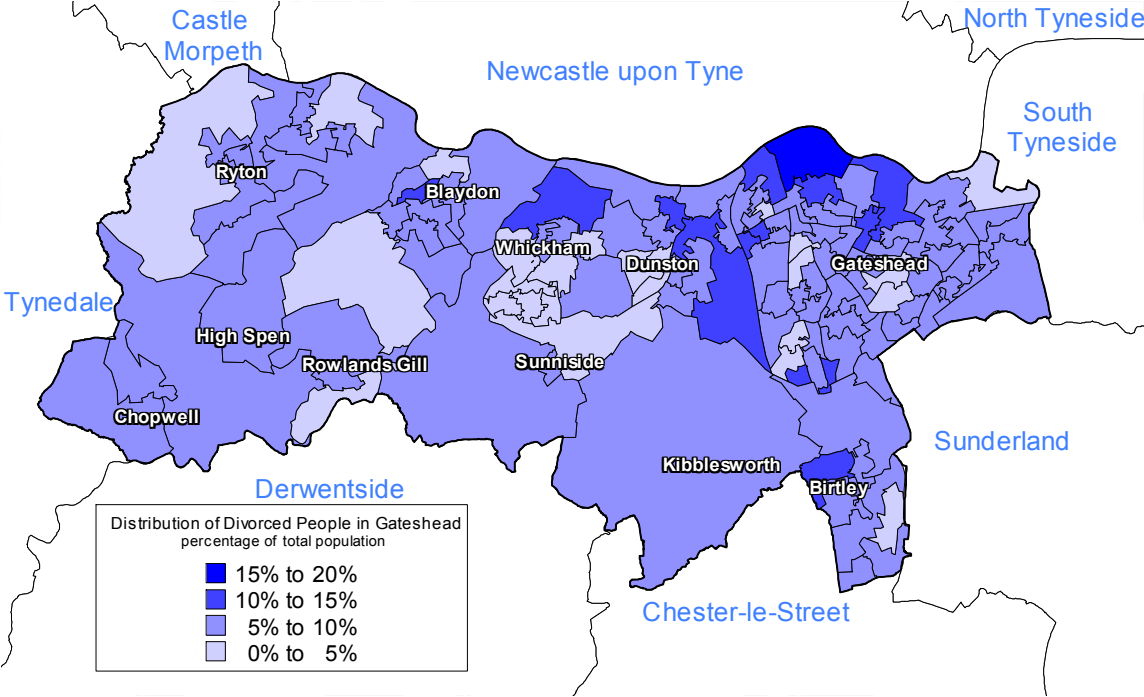 Castle
Morpeth
North Tyneside
Newcastle upon Tyne
South
Tyneside
Ryton
Blaydon
Whickham
Dunston
Gateshead
Tynedale
High Spen
Rowlands Gill
Sunniside
Chopwell
Sunderland
Kibblesworth
Birtley
Derwentside
Distribution of Divorced People in Gateshead
percentage of total population
15% to 20%
10% to 15%
5% to 10%
0% to 5%
Chester-le-Street